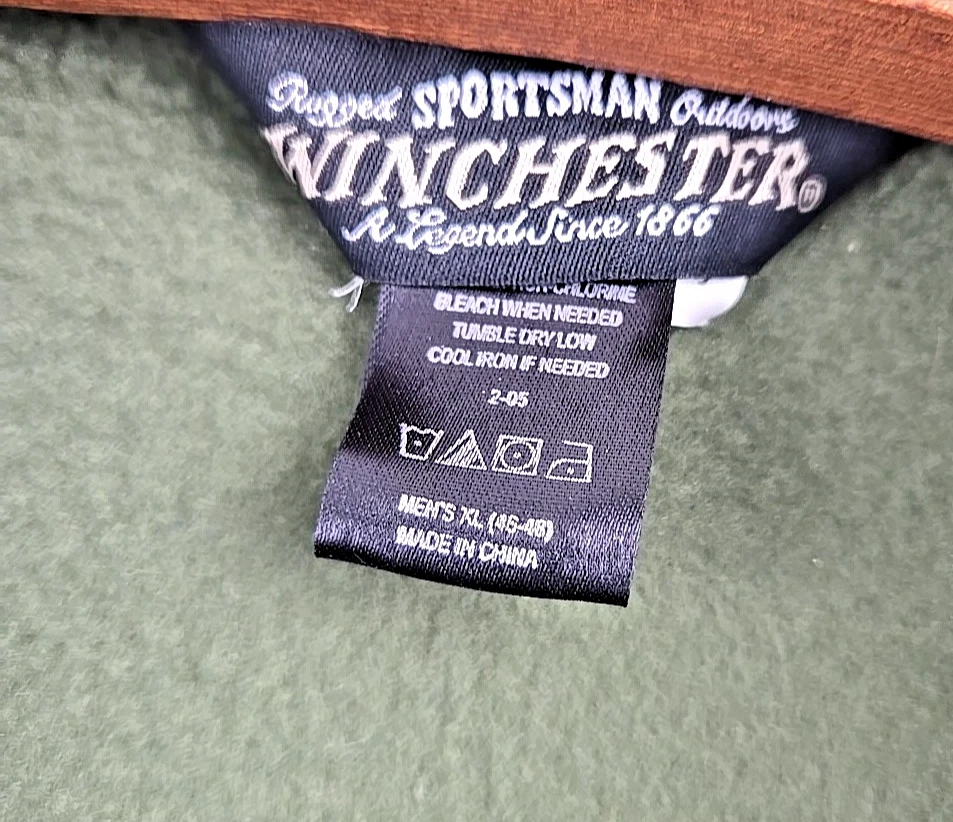 Rugged SPORTSMAN Outdoors
WINCHESTER®
A Legend Since 1866
CHLORINE
BLEACH WHEN NEEDED
TUMBLE DRY LOW
COOL IRON IF NEEDED
2-05
MEN'S XL (46-48)
MADE IN CHINA